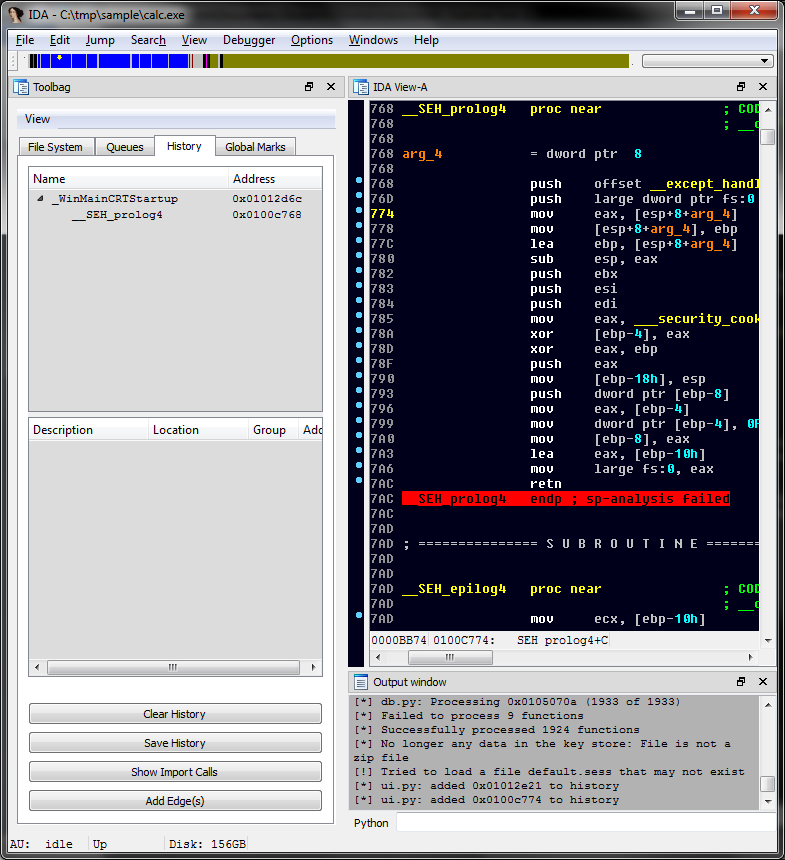 IDA - C:\tmp\sample\calc.exe
File Edit Jump Search View Debugger Options Windows Help
Toolbag
View
File System Queues History Global Marks
Name Address
_WinMainCRTStartup 0x01012d6c
__SEH_prolog4 0x0100c768
Description Location Group Adc
Clear History
Save History
Show Import Calls
Add Edge(s)
IDA View-A
768 __SEH_prolog4 proc near ; COD
768 ; __c
768
768 arg_4 = dword ptr 8
768
768 push offset __except_handl
76D push large dword ptr fs:0
774 mov eax, [esp+8+arg_4]
778 mov [esp+8+arg_4], ebp
77C lea ebp, [esp+8+arg_4]
780 sub esp, eax
782 push ebx
783 push esi
784 push edi
785 mov eax, ___security_cook
78A xor [ebp-4], eax
78D xor eax, ebp
78F push eax
790 mov [ebp-18h], esp
793 push dword ptr [ebp-8]
796 mov eax, [ebp-4]
799 mov dword ptr [ebp-4], 0F
7A0 mov [ebp-8], eax
7A3 lea eax, [ebp-10h]
7A6 mov large fs:0, eax
7AC retn
7AC __SEH_prolog4 endp ; sp-analysis failed
7AC
7AD
7AD ; =============== S U B R O U T I N E =======
7AD
7AD
7AD __SEH_epilog4 proc near ; COD
7AD ; __c
7AD mov ecx, [ebp-10h]
0000BB74 0100C774: SEH prolog4+C
Output window
[*] db.py: Processing 0x0105070a (1933 of 1933)
[*] Failed to process 9 functions
[*] Successfully processed 1924 functions
[*] No longer any data in the key store: File is not a
zip file
[!] Tried to load a file default.sess that may not exist
[*] ui.py: added 0x01012e21 to history
[*] ui.py: added 0x0100c774 to history
Python
AU: idle Up Disk: 156GB